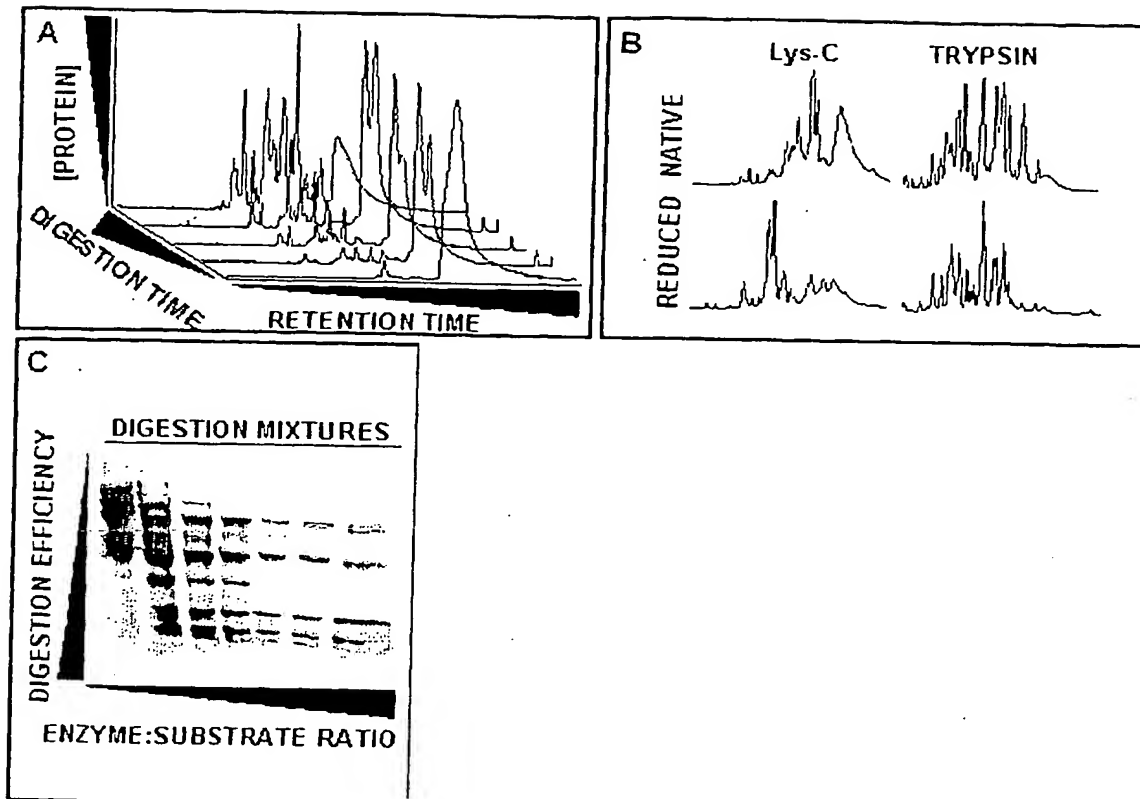 A
[PROTEIN]
DIGESTION TIME
RETENTION TIME
B
Lys-C TRYPSIN
REDUCED NATIVE
C
DIGESTION MIXTURES
DIGESTION EFFICIENCY
ENZYME:SUBSTRATE RATIO